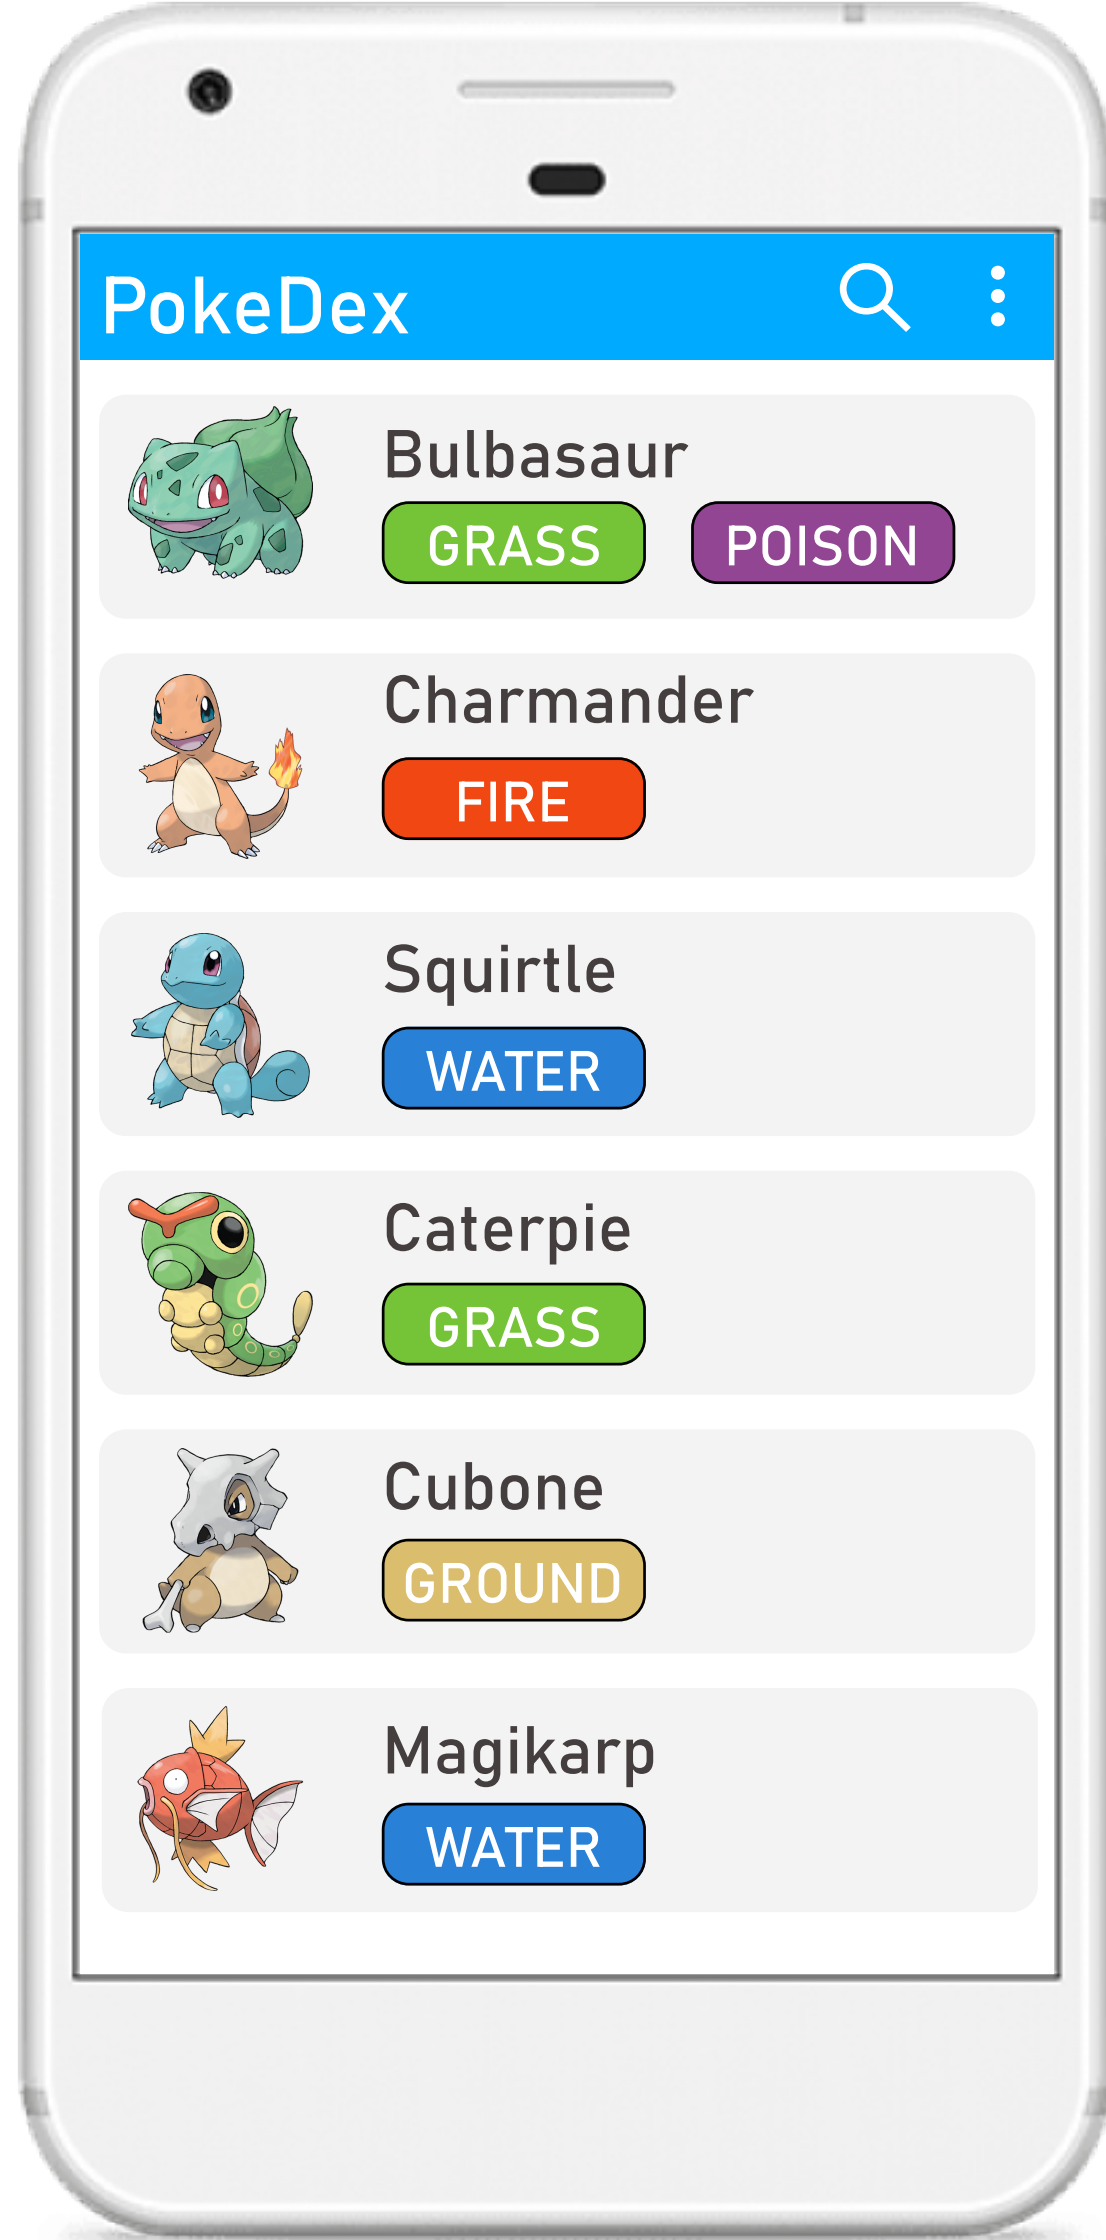 PokeDex
Bulbasaur
GRASS POISON
Charmander
FIRE
Squirtle
WATER
Caterpie
GRASS
Cubone
GROUND
Magikarp
WATER